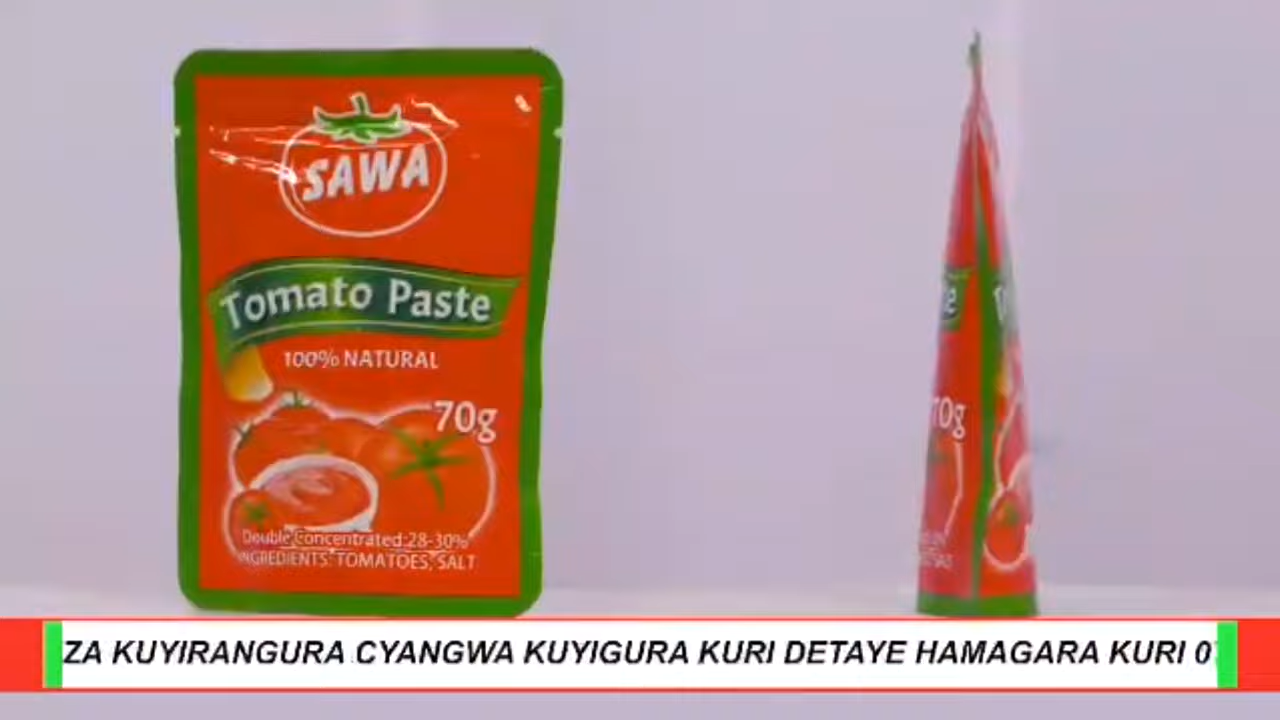 SAWA
Tomato Paste
100% NATURAL
70g
Double Concentrated:28-30%
INGREDIENTS: TOMATOES, SALT
70g
ZA KUYIRANGURA CYANGWA KUYIGURA KURI DETAYE HAMAGARA KURI 07